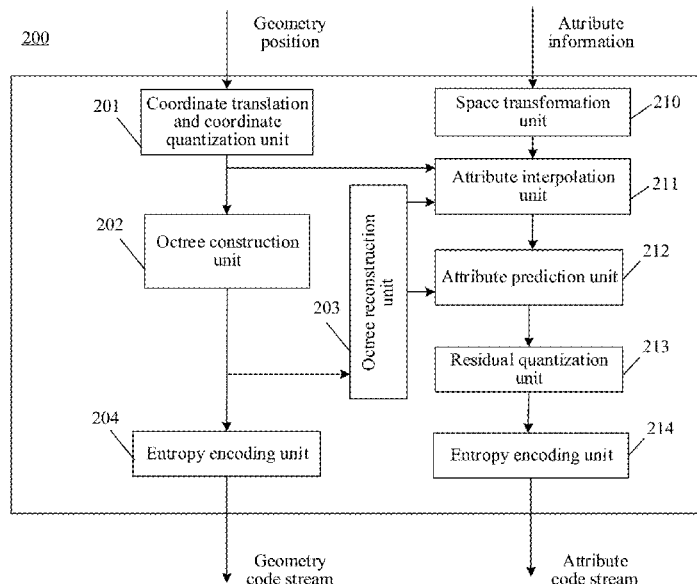 200
Geometry
position
Attribute
information
201
Coordinate translation
and coordinate
quantization unit
Space transformation
unit
210
Attribute interpolation
unit
211
202
Octree construction
unit
203
Octree reconstruction
unit
Attribute prediction unit
212
Residual quantization
unit
213
204
Entropy encoding unit
Entropy encoding unit
214
Geometry
code stream
Attribute
code stream